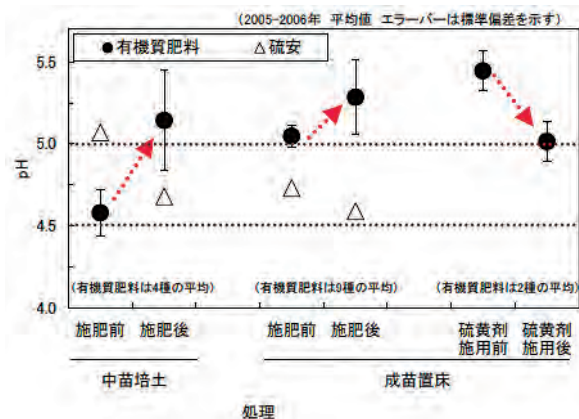 (2005-2006年 平均値 エラーバーは標準偏差を示す)
● 有機質肥料 △ 硫安
5.5
5.0
4.5
4.0
pH
(有機質肥料は4種の平均) (有機質肥料は9種の平均) (有機質肥料は2種の平均)
施肥前 施肥後 施肥前 施肥後 硫黄剤 硫黄剤
施用前 施用後
中苗培土 成苗置床
処理